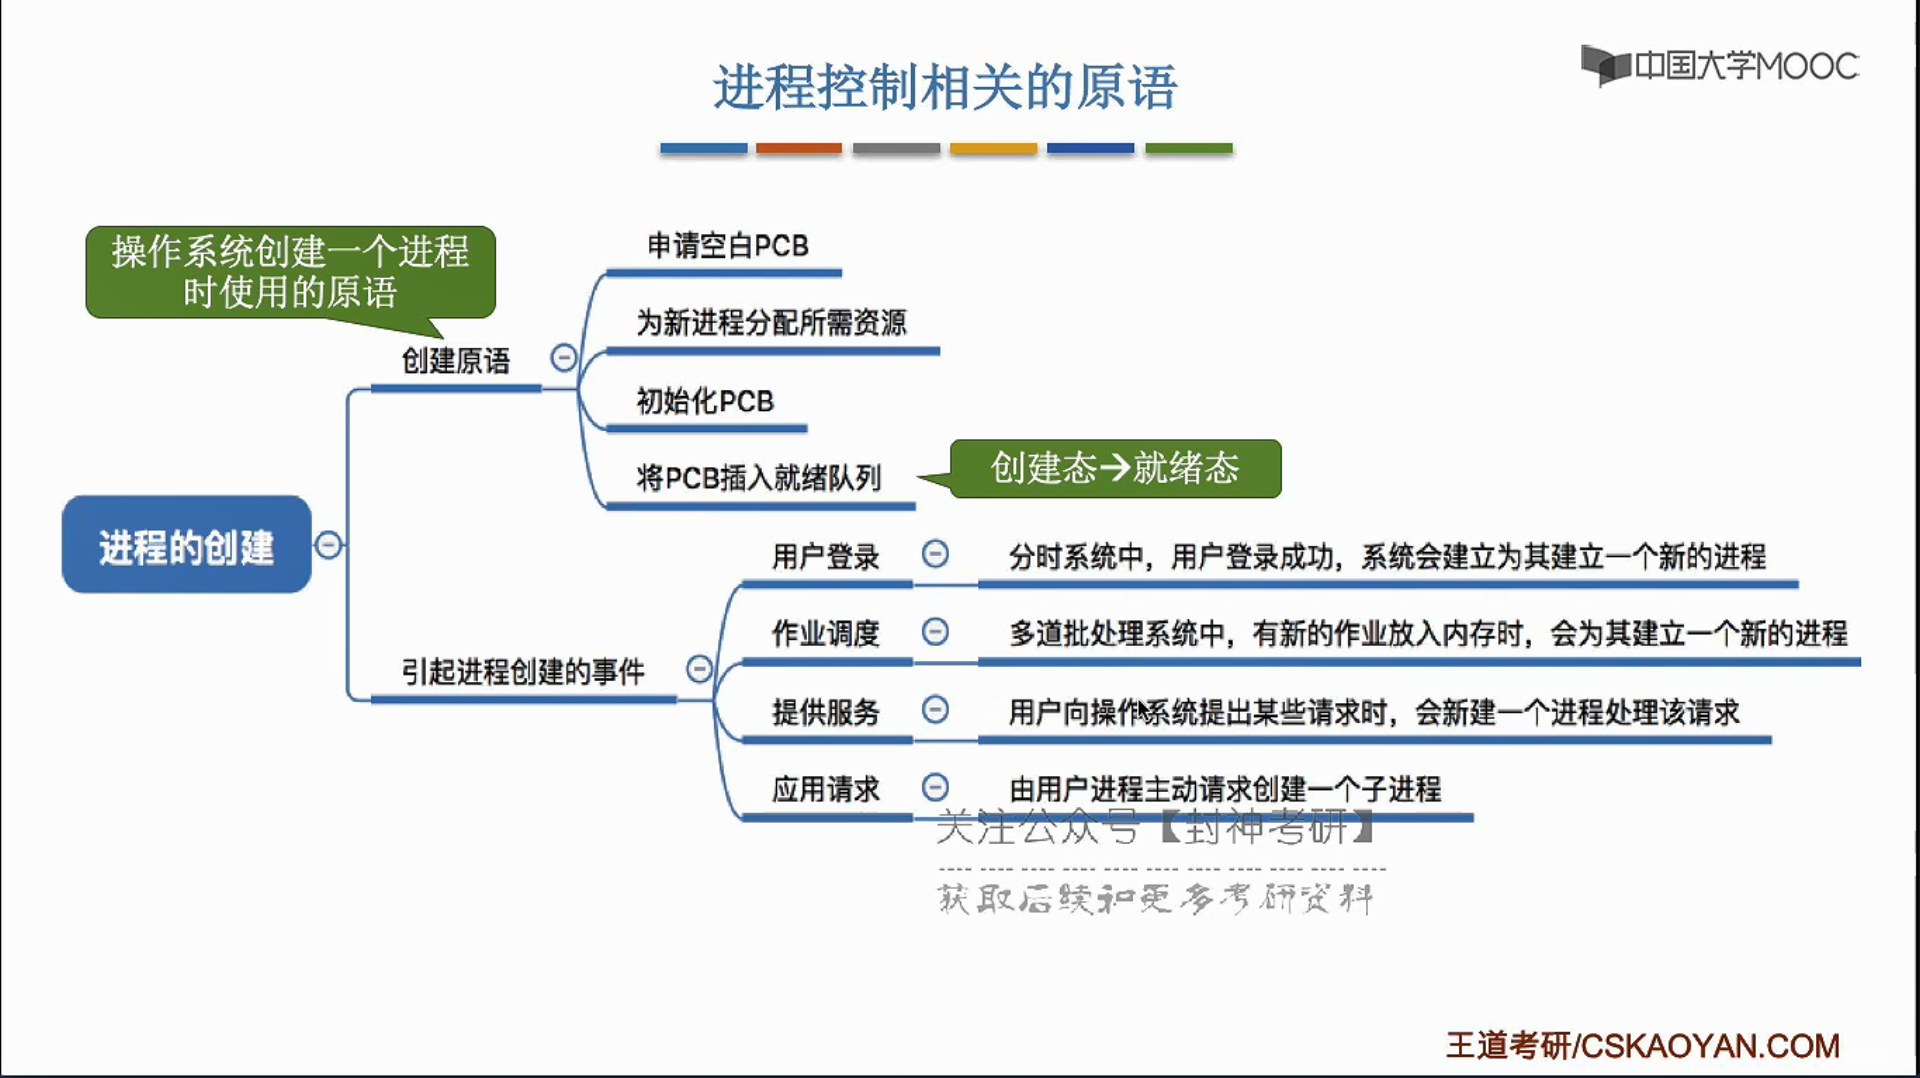 中国大学MOOC
进程控制相关的原语
操作系统创建一个进程
时使用的原语
创建原语
申请空白PCB
为新进程分配所需资源
初始化PCB
将PCB插入就绪队列
创建态→就绪态
进程的创建
引起进程创建的事件
用户登录
分时系统中，用户登录成功，系统会建立为其建立一个新的进程
作业调度
多道批处理系统中，有新的作业放入内存时，会为其建立一个新的进程
提供服务
用户向操作系统提出某些请求时，会新建一个进程处理该请求
应用请求
由用户进程主动请求创建一个子进程
关注公众号【封神考研】
获取后续和更多考研资料
王道考研/CSKAOYAN.COM